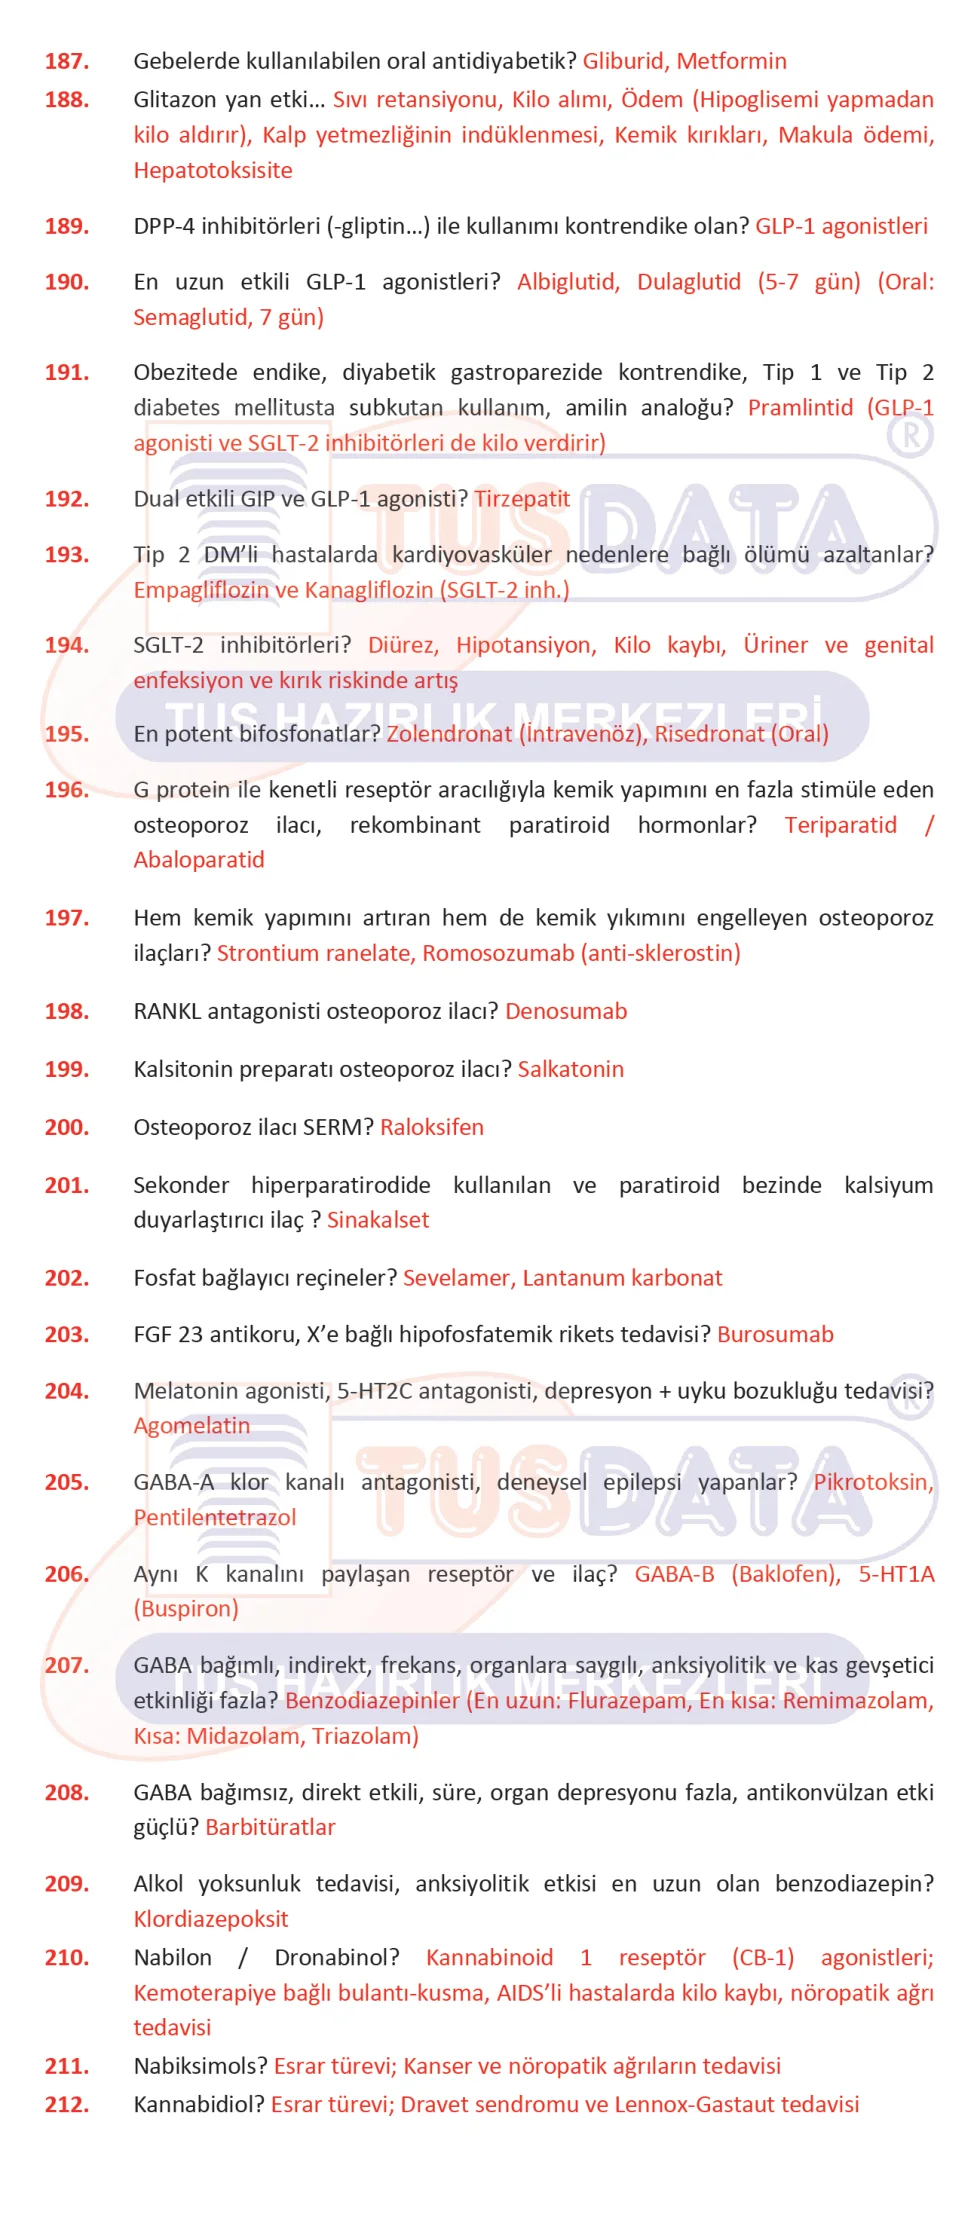 187. Gebelerde kullanılabilen oral antidiyabetik? Gliburid, Metformin
188. Glitazon yan etki... Sıvı retansiyonu, Kilo alımı, Ödem (Hipoglisemi yapmadan
kilo aldırır), Kalp yetmezliğinin indüklenmesi, Kemik kırıkları, Makula ödemi,
Hepatotoksisite
189. DPP-4 inhibitörleri (-gliptin...) ile kullanımı kontrendike olan? GLP-1 agonistleri
190. En uzun etkili GLP-1 agonistleri? Albiglutid, Dulaglutid (5-7 gün) (Oral:
Semaglutid, 7 gün)
191. Obezitede endike, diyabetik gastroparezide kontrendike, Tip 1 ve Tip 2
diabetes mellitusta subkutan kullanım, amilin analoğu? Pramlintid (GLP-1
agonisti ve SGLT-2 inhibitörleri de kilo verdirir)
®
192. Dual etkili GIP ve GLP-1 agonisti? Tirzepatit
TUSDATA
193. Tip 2 DM’li hastalarda kardiyovasküler nedenlere bağlı ölümü azaltanlar?
Empagliflozin ve Kanagliflozin (SGLT-2 inh.)
194. SGLT-2 inhibitörleri? Diürez, Hipotansiyon, Kilo kaybı, Üriner ve genital
enfeksiyon ve kırık riskinde artış
TUS HAZIRLIK MERKEZLERİ
195. En potent bifosfonatlar? Zolendronat (İntravenöz), Risedronat (Oral)
196. G protein ile kenetli reseptör aracılığıyla kemik yapımını en fazla stimüle eden
osteoporoz ilacı, rekombinant paratiroid hormonlar? Teriparatid /
Abaloparatid
197. Hem kemik yapımını artıran hem de kemik yıkımını engelleyen osteoporoz
ilaçları? Strontium ranelate, Romosozumab (anti-sklerostin)
198. RANKL antagonisti osteoporoz ilacı? Denosumab
199. Kalsitonin preparatı osteoporoz ilacı? Salkatonin
200. Osteoporoz ilacı SERM? Raloksifen
201. Sekonder hiperparatirodide kullanılan ve paratiroid bezinde kalsiyum
duyarlaştırıcı ilaç ? Sinakalset
202. Fosfat bağlayıcı reçineler? Sevelamer, Lantanum karbonat
203. FGF 23 antikoru, X’e bağlı hipofosfatemik rikets tedavisi? Burosumab
204. Melatonin agonisti, 5-HT2C antagonisti, depresyon + uyku bozukluğu tedavisi?
Agomelatin
®
205. GABA-A klor kanalı antagonisti, deneysel epilepsi yapanlar? Pikrotoksin,
Pentilentetrazol
TUSDATA
206. Aynı K kanalını paylaşan reseptör ve ilaç? GABA-B (Baklofen), 5-HT1A
(Buspiron)
207. GABA bağımlı, indirekt, frekans, organlara saygılı, anksiyolitik ve kas gevşetici
etkinliği fazla? Benzodiazepinler (En uzun: Flurazepam, En kısa: Remimazolam,
Kısa: Midazolam, Triazolam)
TUS HAZIRLIK MERKEZLERİ
208. GABA bağımsız, direkt etkili, süre, organ depresyonu fazla, antikonvülzan etki
güçlü? Barbitüratlar
209. Alkol yoksunluk tedavisi, anksiyolitik etkisi en uzun olan benzodiazepin?
Klordiazepoksit
210. Nabilon / Dronabinol? Kannabinoid 1 reseptör (CB-1) agonistleri;
Kemoterapiye bağlı bulantı-kusma, AIDS’li hastalarda kilo kaybı, nöropatik ağrı
tedavisi
211. Nabiksimols? Esrar türevi; Kanser ve nöropatik ağrıların tedavisi
212. Kannabidiol? Esrar türevi; Dravet sendromu ve Lennox-Gastaut tedavisi